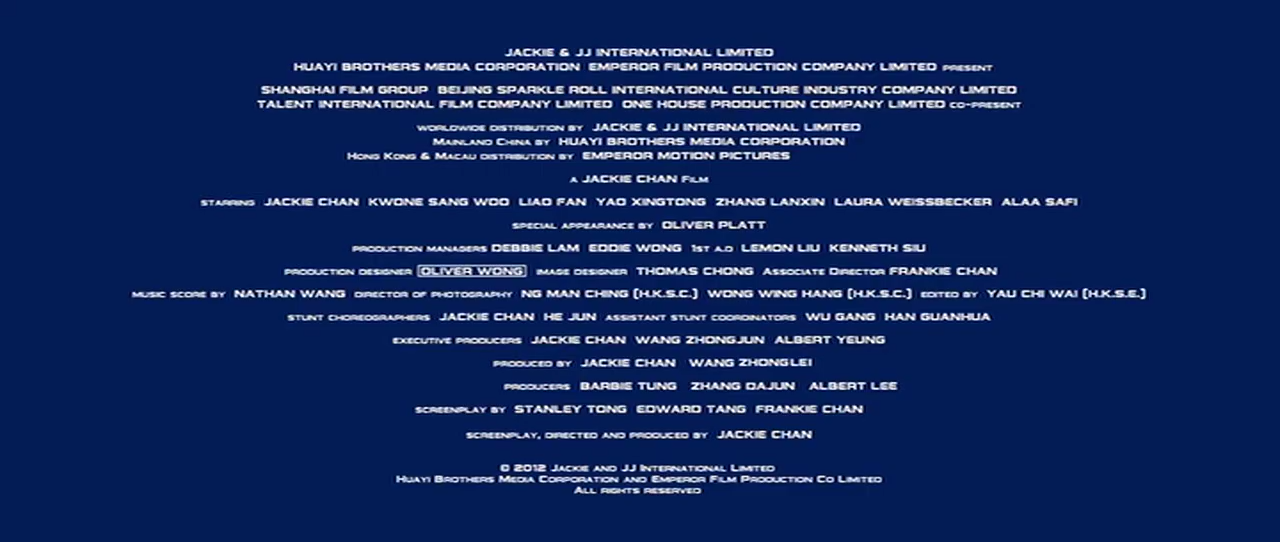 JACKIE & JJ INTERNATIONAL LIMITED
HUAYI BROTHERS MEDIA CORPORATION EMPEROR FILM PRODUCTION COMPANY LIMITED PRESENT
SHANGHAI FILM GROUP BEIJING SPARKLE ROLL INTERNATIONAL CULTURE INDUSTRY COMPANY LIMITED
TALENT INTERNATIONAL FILM COMPANY LIMITED ONE HOUSE PRODUCTION COMPANY LIMITED CO-PRESENT
WORLDWIDE DISTRIBUTION BY JACKIE & JJ INTERNATIONAL LIMITED
MAINLAND CHINA BY HUAYI BROTHERS MEDIA CORPORATION
HONG KONG & MACAU DISTRIBUTION BY EMPEROR MOTION PICTURES
A JACKIE CHAN FILM
STARRING JACKIE CHAN KWONE SANG WOO LIAO FAN YAO XINGTONG ZHANG LANXIN LAURA WEISSBECKER ALAA SAFI
SPECIAL APPEARANCE BY OLIVER PLATT
PRODUCTION MANAGERS DEBBIE LAM EDDIE WONG 1ST A.D LEMON LIU KENNETH SIU
PRODUCTION DESIGNER OLIVER WONG IMAGE DESIGNER THOMAS CHONG ASSOCIATE DIRECTOR FRANKIE CHAN
MUSIC SCORE BY NATHAN WANG DIRECTOR OF PHOTOGRAPHY NG MAN CHING (H.K.S.C.) WONG WING HANG (H.K.S.C.) EDITED BY YAU CHI WAI (H.K.S.E.)
STUNT CHOREOGRAPHERS JACKIE CHAN HE JUN ASSISTANT STUNT COORDINATORS WU GANG HAN GUANHUA
EXECUTIVE PRODUCERS JACKIE CHAN WANG ZHONGJUN ALBERT YEUNG
PRODUCED BY JACKIE CHAN WANG ZHONGLEI
PRODUCERS BARBIE TUNG ZHANG DAJUN ALBERT LEE
SCREENPLAY BY STANLEY TONG EDWARD TANG FRANKIE CHAN
SCREENPLAY, DIRECTED AND PRODUCED BY JACKIE CHAN
© 2012 JACKIE AND JJ INTERNATIONAL LIMITED
HUAYI BROTHERS MEDIA CORPORATION AND EMPEROR FILM PRODUCTION CO LIMITED
ALL RIGHTS RESERVED